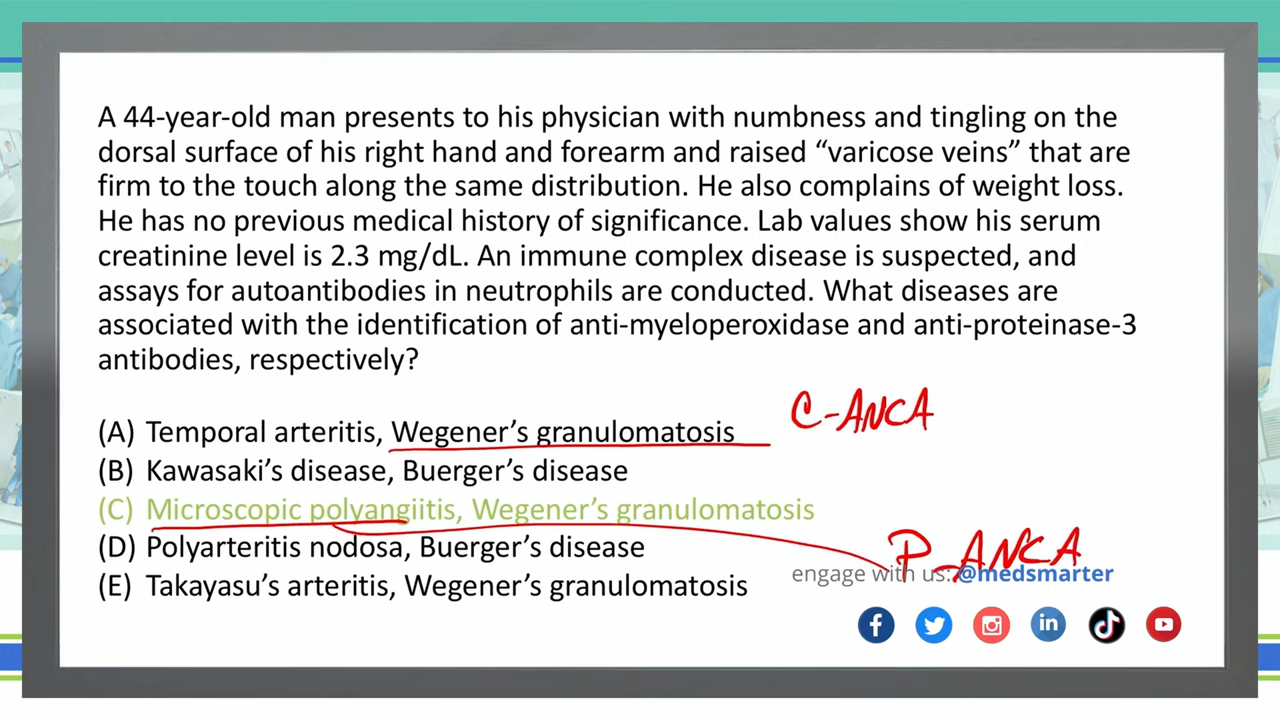 A 44-year-old man presents to his physician with numbness and tingling on the
dorsal surface of his right hand and forearm and raised “varicose veins” that are
firm to the touch along the same distribution. He also complains of weight loss.
He has no previous medical history of significance. Lab values show his serum
creatinine level is 2.3 mg/dL. An immune complex disease is suspected, and
assays for autoantibodies in neutrophils are conducted. What diseases are
associated with the identification of anti-myeloperoxidase and anti-proteinase-3
antibodies, respectively?
C-ANCA
(A) Temporal arteritis, Wegener’s granulomatosis
(B) Kawasaki’s disease, Buerger’s disease
(C) Microscopic polyangiitis, Wegener’s granulomatosis
(D) Polyarteritis nodosa, Buerger’s disease
P-ANCA
engage with us: @medsmarter
(E) Takayasu’s arteritis, Wegener’s granulomatosis